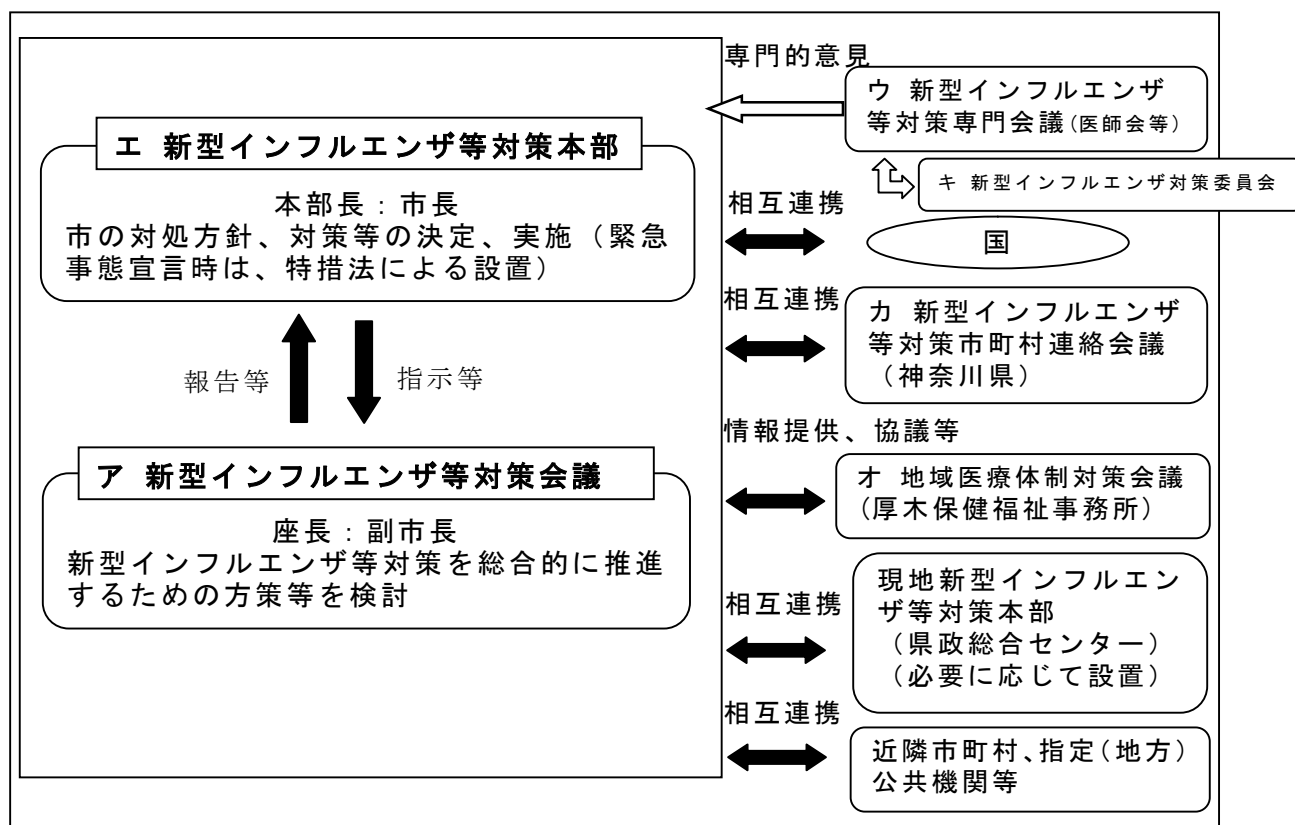 エ 新型インフルエンザ等対策本部
本部長：市長
市の対処方針、対策等の決定、実施（緊急
事態宣言時は、特措法による設置）
報告等
指示等
ア 新型インフルエンザ等対策会議
座長：副市長
新型インフルエンザ等対策を総合的に推進
するための方策等を検討
専門的意見
ウ 新型インフルエンザ
等対策専門会議(医師会等)
キ 新型インフルエンザ対策委員会
相互連携
国
相互連携
カ 新型インフルエンザ
等対策市町村連絡会議
（神奈川県）
情報提供、協議等
オ 地域医療体制対策会議
(厚木保健福祉事務所)
相互連携
現地新型インフルエン
ザ等対策本部
（県政総合センター）
（必要に応じて設置）
相互連携
近隣市町村、指定(地方)
公共機関等